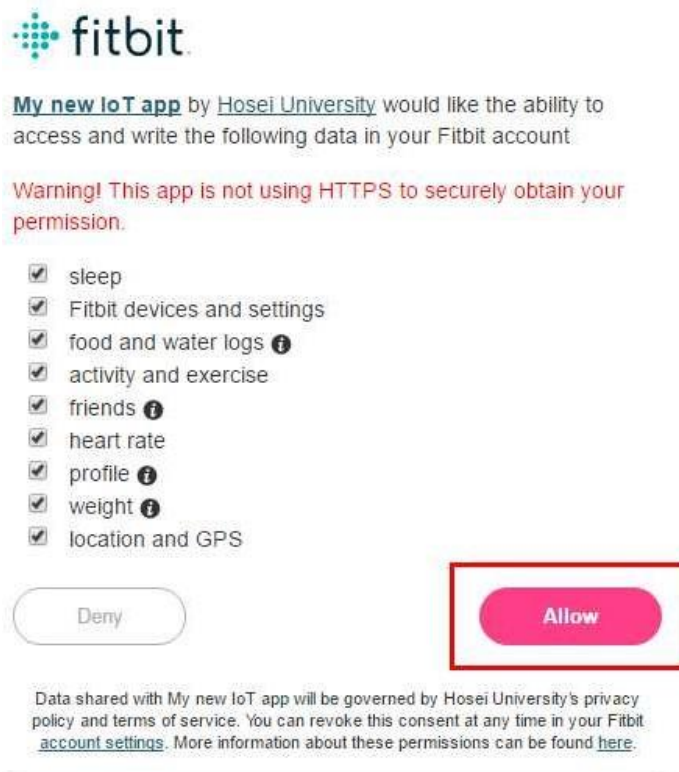 fitbit
My new IoT app by Hosei University would like the ability to
access and write the following data in your Fitbit account
Warning! This app is not using HTTPS to securely obtain your
permission.
sleep
Fitbit devices and settings
food and water logs
activity and exercise
friends
heart rate
profile
weight
location and GPS
Deny
Allow
Data shared with My new IoT app will be governed by Hosei University's privacy
policy and terms of service. You can revoke this consent at any time in your Fitbit
account settings. More information about these permissions can be found here.